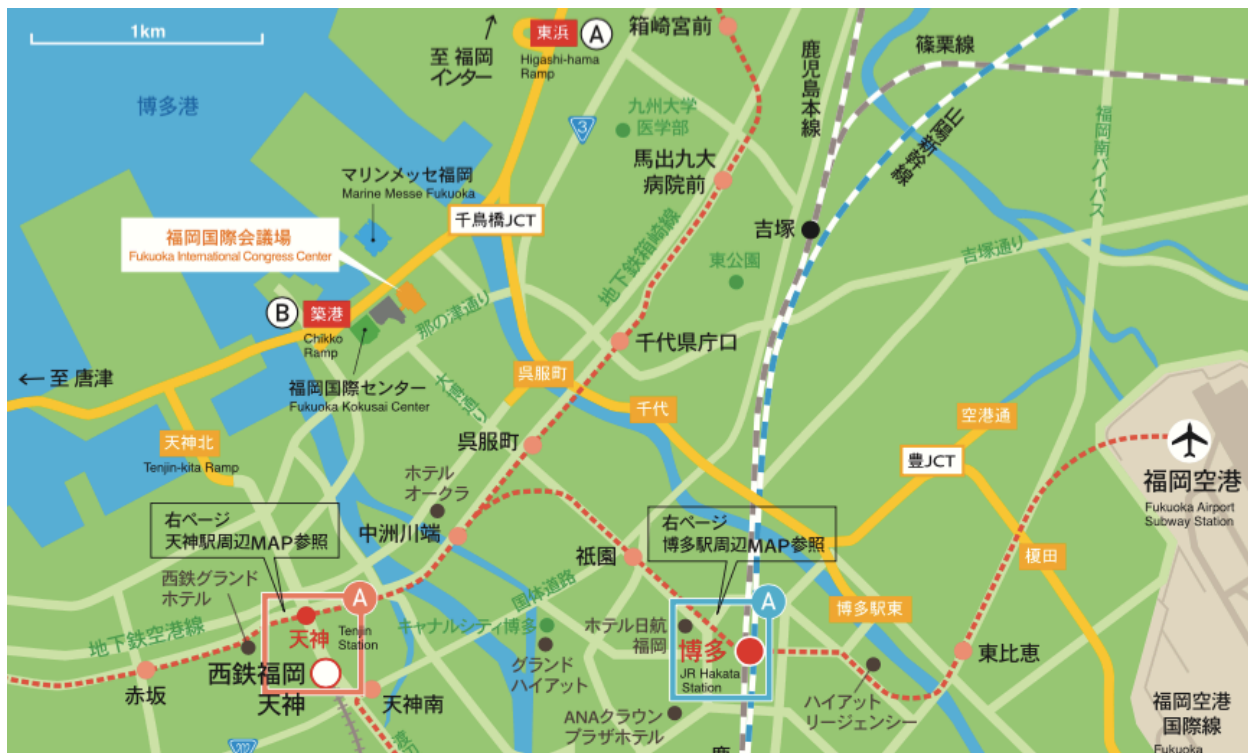 1km
至 福岡
インター
東浜
A
Higashi-hama
Ramp
箱崎宮前
鹿児島本線
篠栗線
山陽新幹線
福岡南バイパス
博多港
3
九州大学
医学部
馬出九大
病院前
マリンメッセ福岡
Marine Messe Fukuoka
千鳥橋JCT
福岡国際会議場
Fukuoka International Congress Center
地下鉄箱崎線
吉塚
吉塚通り
東公園
B
築港
Chikko
Ramp
那の津通り
千代県庁口
← 至 唐津
福岡国際センター
Fukuoka Kokusai Center
大博通り
呉服町
千代
空港通
天神北
Tenjin-kita Ramp
呉服町
豊JCT
福岡空港
Fukuoka Airport
Subway Station
ホテル
オークラ
右ページ
天神駅周辺MAP参照
中洲川端
右ページ
博多駅周辺MAP参照
祇園
榎田
西鉄グランド
ホテル
国体道路
A
A
博多駅東
地下鉄空港線
天神
Tenjin
Station
キャナルシティ博多
ホテル日航
福岡
博多
JR Hakata
Station
東比恵
西鉄福岡
天神
赤坂
天神南
グランド
ハイアット
ANAクラウン
プラザホテル
ハイアット
リージェンシー
福岡空港
国際線
Fukuoka
202